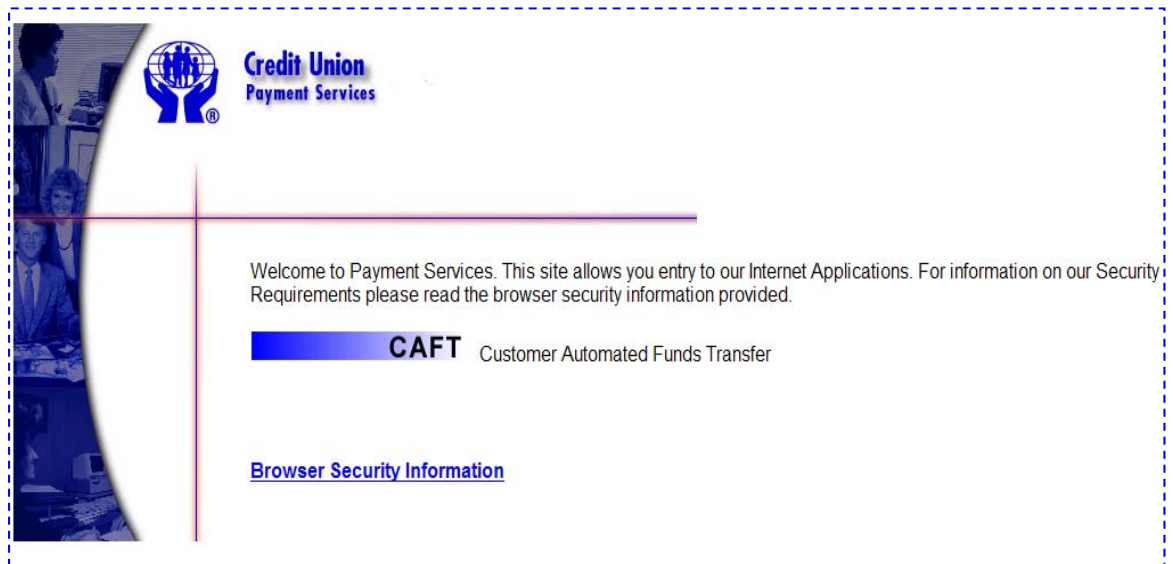 Credit Union
Payment Services
®
Welcome to Payment Services. This site allows you entry to our Internet Applications. For information on our Security
Requirements please read the browser security information provided.
CAFT Customer Automated Funds Transfer
Browser Security Information